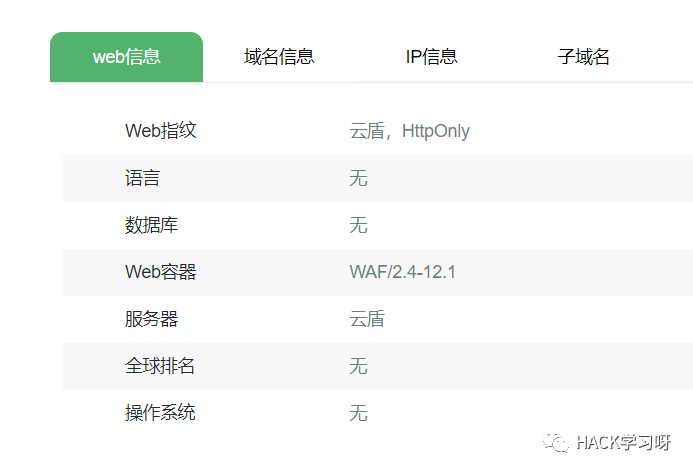 web信息 域名信息 IP信息 子域名
Web指纹 云盾，HttpOnly
语言 无
数据库 无
Web容器 WAF/2.4-12.1
服务器 云盾
全球排名 无
操作系统 无
HACK学习呀